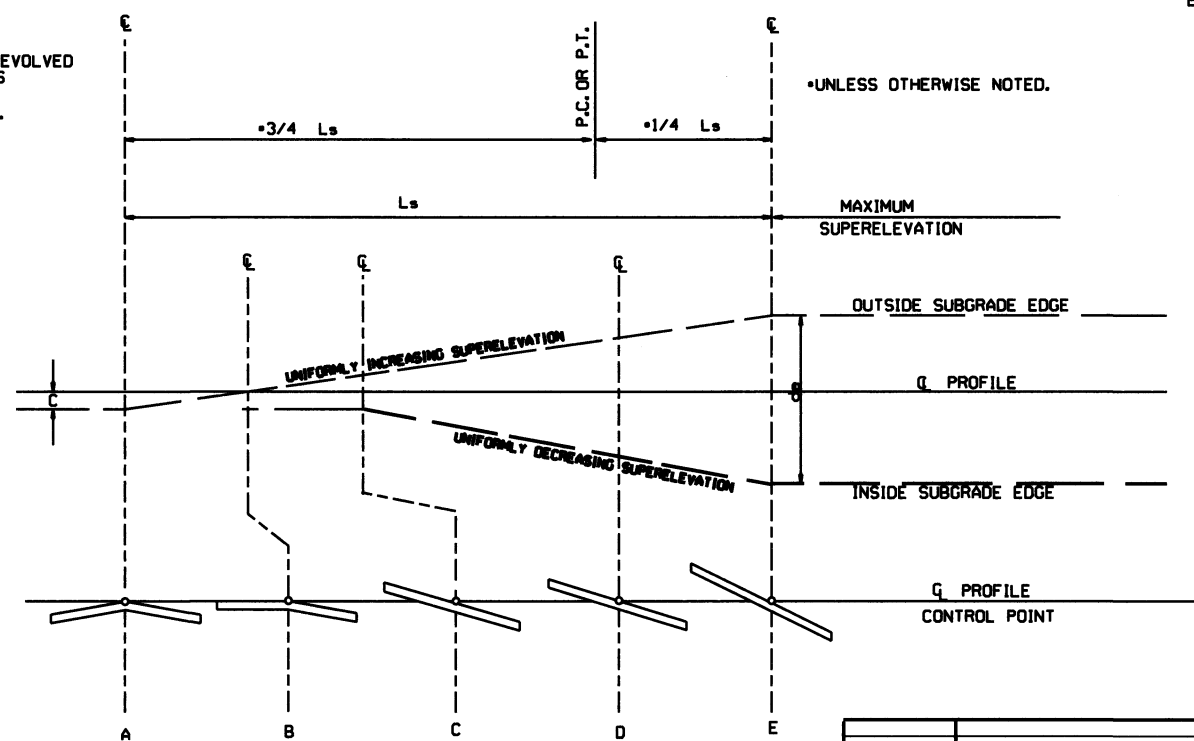 EVOLVED
S
.
℄
P.C. OR P.T.
℄
•UNLESS OTHERWISE NOTED.
•3/4 Ls
•1/4 Ls
Ls
MAXIMUM
SUPERELEVATION
℄
℄
℄
OUTSIDE SUBGRADE EDGE
UNIFORMLY INCREASING SUPERELEVATION
℄ PROFILE
C
UNIFORMLY DECREASING SUPERELEVATION
INSIDE SUBGRADE EDGE
℄ PROFILE
CONTROL POINT
A
B
C
D
E